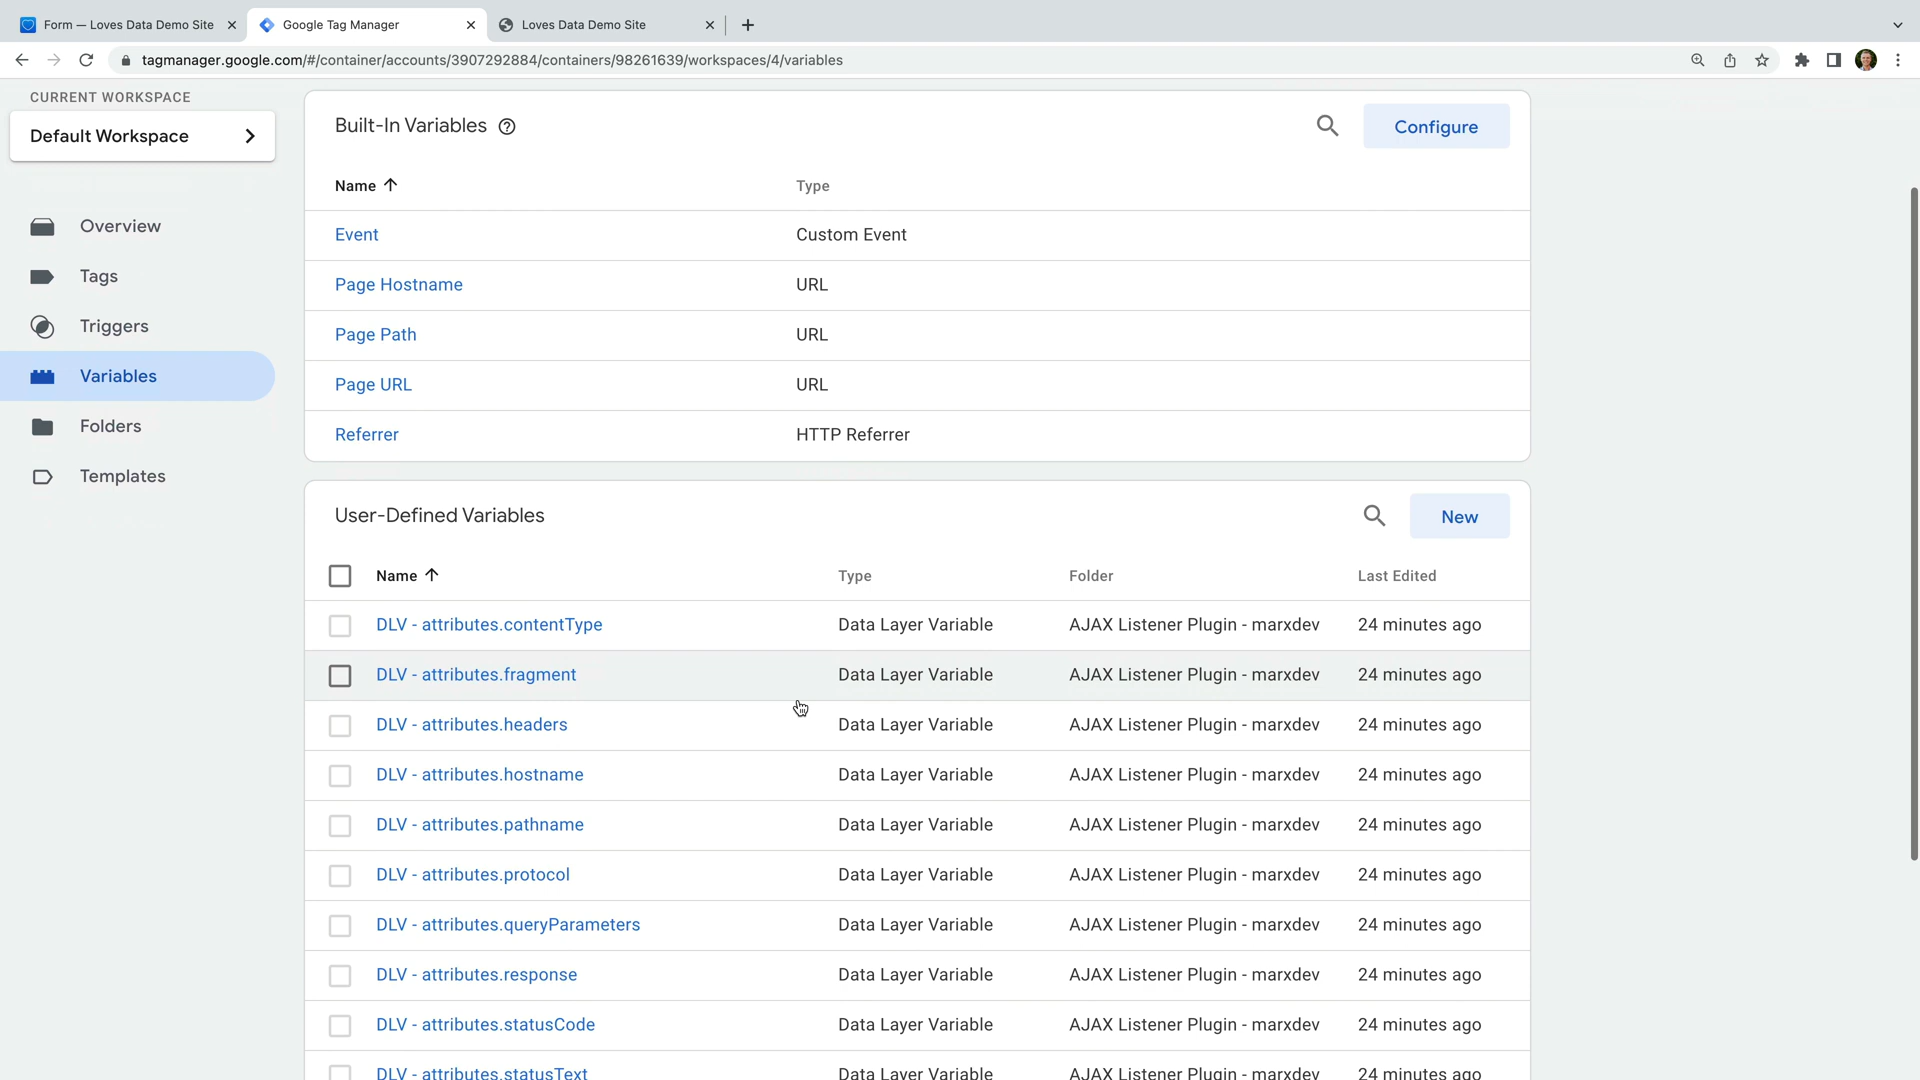 Form — Loves Data Demo Site
Google Tag Manager
Loves Data Demo Site
tagmanager.google.com/#/container/accounts/3907292884/containers/98261639/workspaces/4/variables
CURRENT WORKSPACE
Default Workspace
Overview
Tags
Triggers
Variables
Folders
Templates
Built-In Variables
Configure
Name Type
Event Custom Event
Page Hostname URL
Page Path URL
Page URL URL
Referrer HTTP Referrer
User-Defined Variables
New
Name Type Folder Last Edited
DLV - attributes.contentType Data Layer Variable AJAX Listener Plugin - marxdev 24 minutes ago
DLV - attributes.fragment Data Layer Variable AJAX Listener Plugin - marxdev 24 minutes ago
DLV - attributes.headers Data Layer Variable AJAX Listener Plugin - marxdev 24 minutes ago
DLV - attributes.hostname Data Layer Variable AJAX Listener Plugin - marxdev 24 minutes ago
DLV - attributes.pathname Data Layer Variable AJAX Listener Plugin - marxdev 24 minutes ago
DLV - attributes.protocol Data Layer Variable AJAX Listener Plugin - marxdev 24 minutes ago
DLV - attributes.queryParameters Data Layer Variable AJAX Listener Plugin - marxdev 24 minutes ago
DLV - attributes.response Data Layer Variable AJAX Listener Plugin - marxdev 24 minutes ago
DLV - attributes.statusCode Data Layer Variable AJAX Listener Plugin - marxdev 24 minutes ago
DLV - attributes.statusText Data Layer Variable AJAX Listener Plugin - marxdev 24 minutes ago